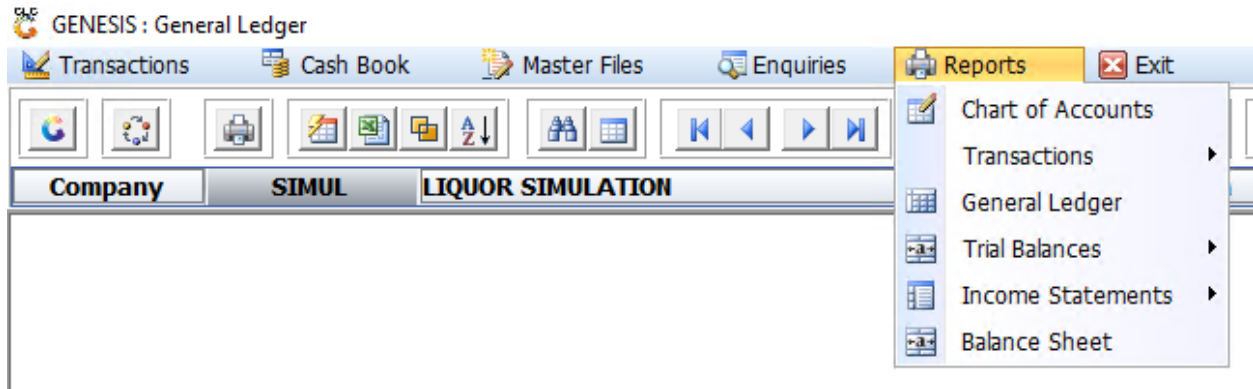 GENESIS : General Ledger
Transactions Cash Book Master Files Enquiries Reports Exit
Chart of Accounts
Transactions
Company SIMUL LIQUOR SIMULATION
General Ledger
Trial Balances
Income Statements
Balance Sheet